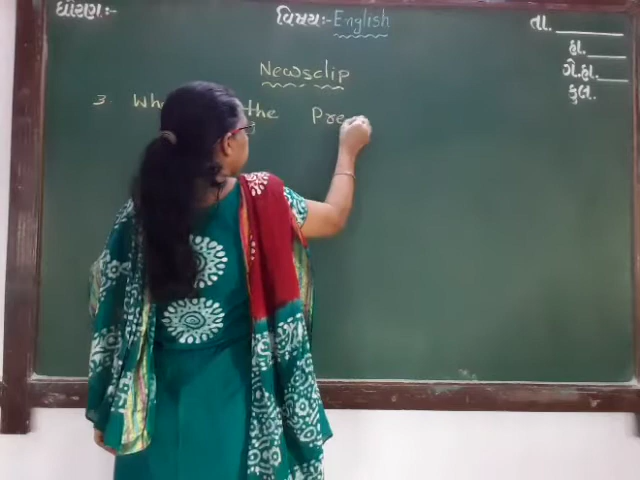 ધોરણ:-
વિષય:- English
તા.
હા.
ગે.હા.
કુલ.
Newsclip
3. Wh the Pre